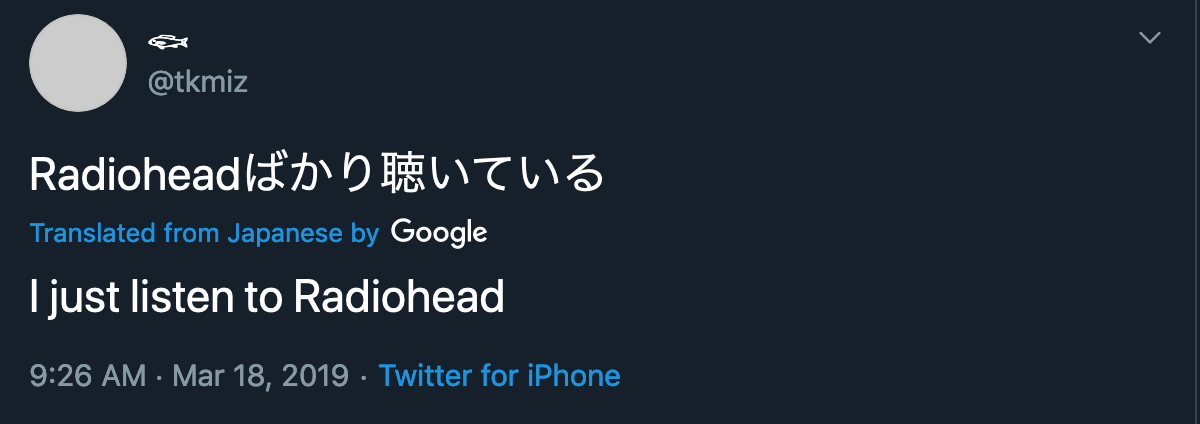 @tkmiz
Radioheadばかり聴いている
Translated from Japanese by Google
I just listen to Radiohead
9:26 AM · Mar 18, 2019 · Twitter for iPhone